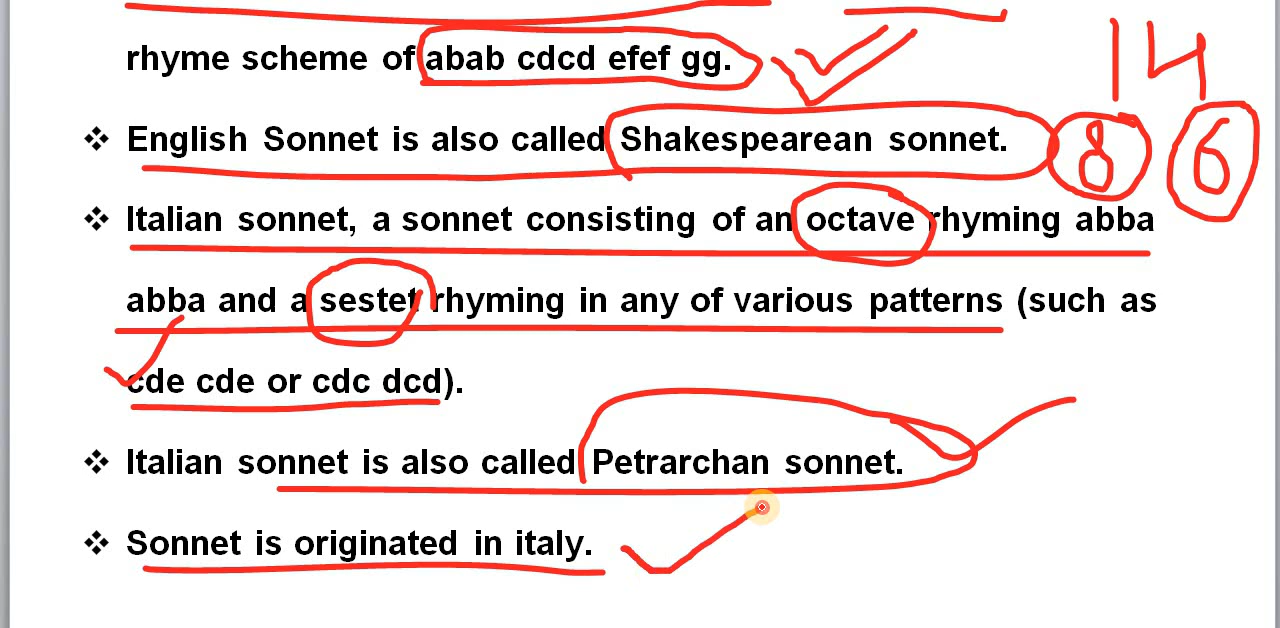 rhyme scheme of abab cdcd efef gg.
14
❖ English Sonnet is also called Shakespearean sonnet.
8 6
❖ Italian sonnet, a sonnet consisting of an octave rhyming abba
abba and a sestet rhyming in any of various patterns (such as
cde cde or cdc dcd).
❖ Italian sonnet is also called Petrarchan sonnet.
❖ Sonnet is originated in italy.